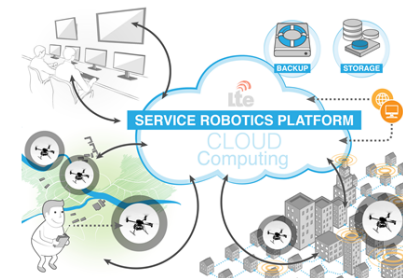 BACKUP
STORAGE
Lte
SERVICE ROBOTICS PLATFORM
CLOUD
Computing